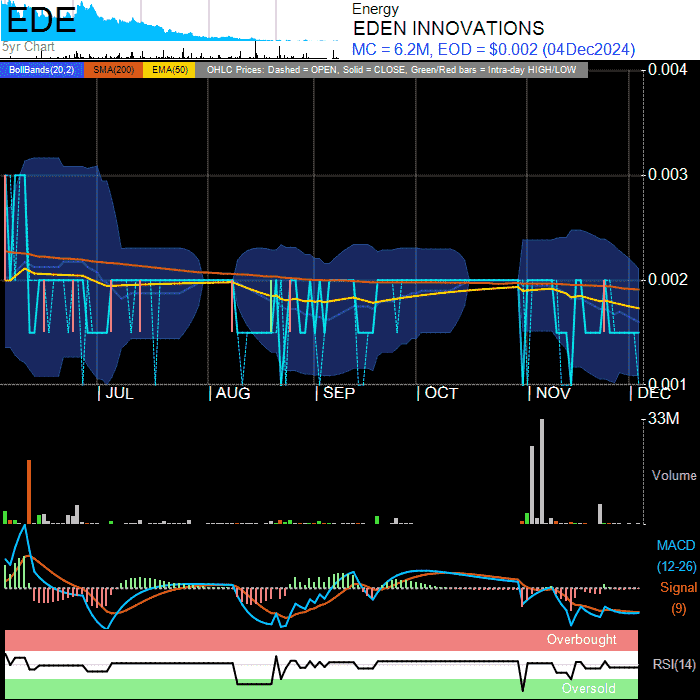 EDE
5yr Chart
Energy
EDEN INNOVATIONS
MC = 6.2M, EOD = $0.002 (04Dec2024)
BollBands(20,2) SMA(200) EMA(50) OHLC Prices: Dashed = OPEN, Solid = CLOSE, Green/Red bars = Intra-day HIGH/LOW
0.004
0.003
0.002
0.001
JUL AUG SEP OCT NOV DEC
33M
Volume
MACD
(12-26)
Signal
(9)
Overbought
RSI(14)
Oversold